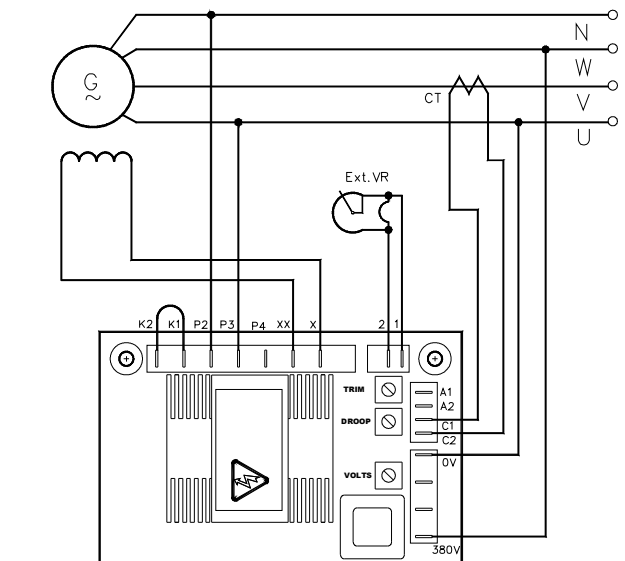 N
G
W
~
CT
V
U
Ext. VR
K2 K1 P2 P3 P4 XX X 2 1
TRIM
A1
A2
DROOP
C1
C2
0V
VOLTS
380V